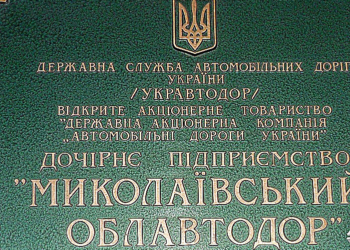 ДЕРЖАВНА СЛУЖБА АВТОМОБІЛЬНИХ ДОРІГ
УКРАЇНИ
/УКРАВТОДОР/
ВІДКРИТЕ АКЦІОНЕРНЕ ТОВАРИСТВО
"ДЕРЖАВНА АКЦІОНЕРНА КОМПАНІЯ
„АВТОМОБІЛЬНІ ДОРОГИ УКРАЇНИ"
ДОЧІРНЄ ПІДПРИЄМСТВО
"МИКОЛАЇВСЬКИЙ
ОБЛАВТОДОР"